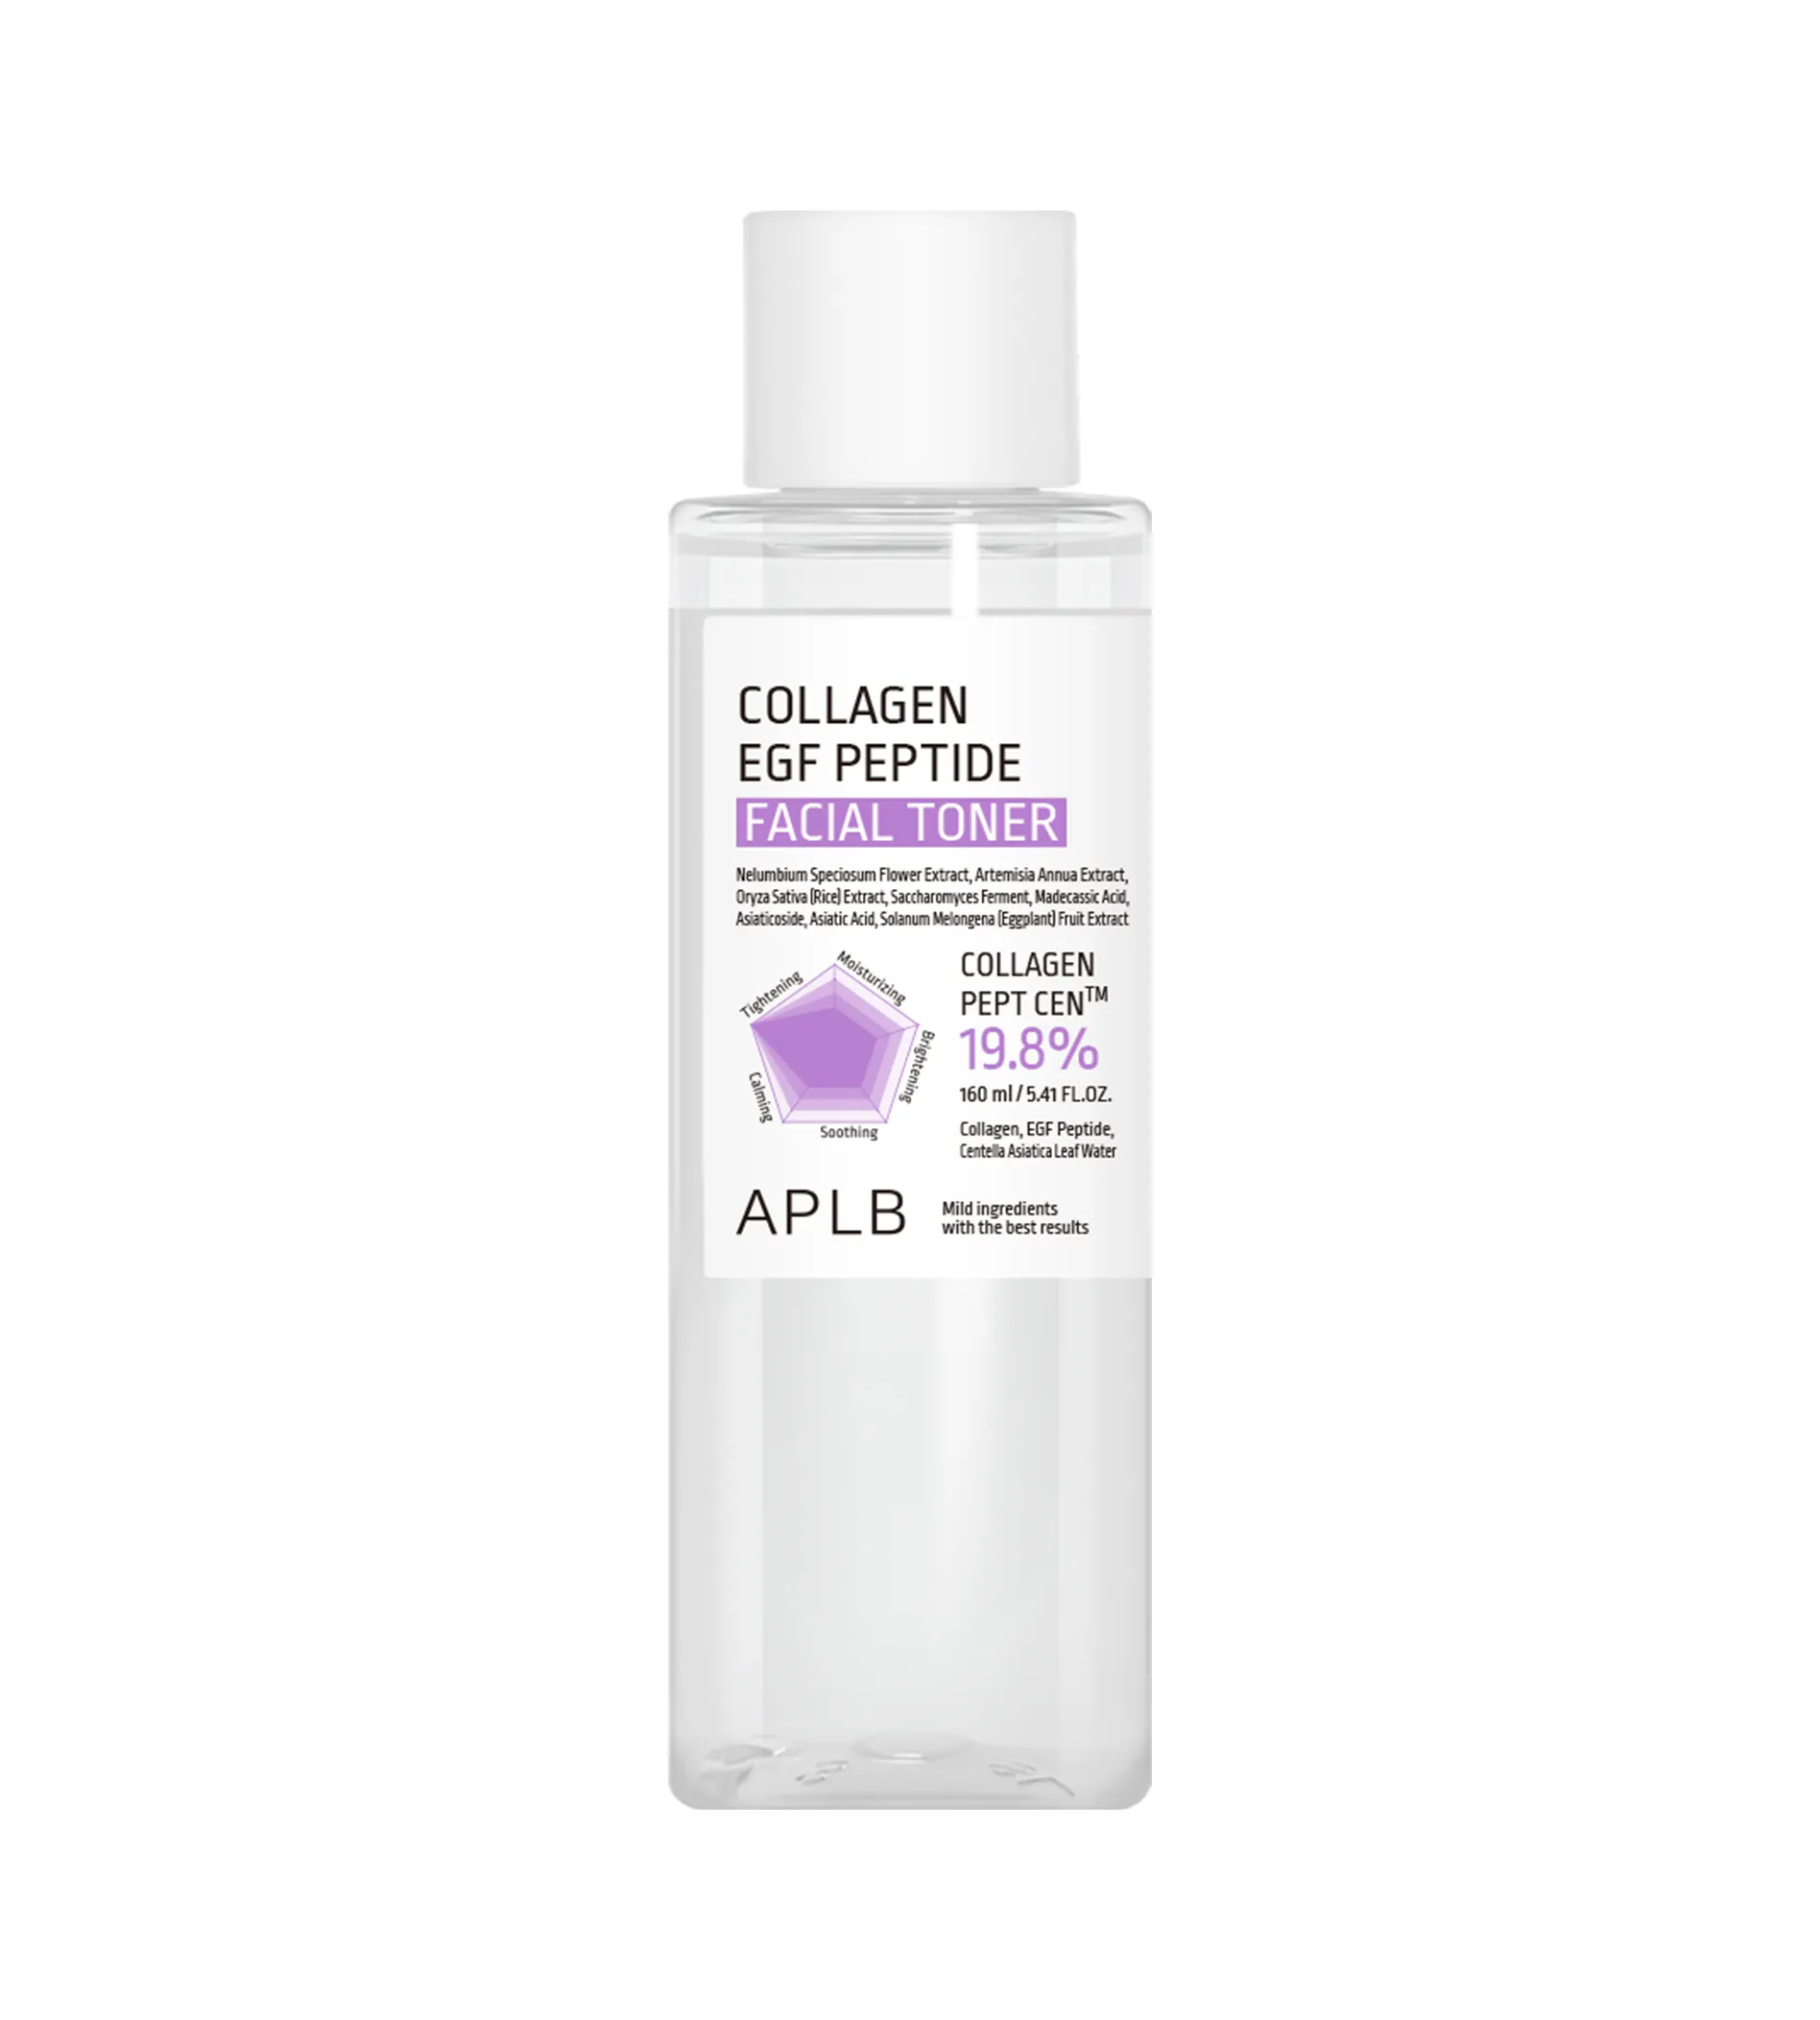 COLLAGEN
EGF PEPTIDE
FACIAL TONER
Nelumbium Speciosum Flower Extract, Artemisia Annua Extract,
Oryza Sativa (Rice) Extract, Saccharomyces Ferment, Madecassic Acid,
Asiaticoside, Asiatic Acid, Solanum Melongena (Eggplant) Fruit Extract
Tightening
Moisturizing
Brightening
Calming
Soothing
COLLAGEN
PEPT CEN™
19.8%
160 ml / 5.41 FL.OZ.
Collagen, EGF Peptide,
Centella Asiatica Leaf Water
APLB
Mild ingredients
with the best results